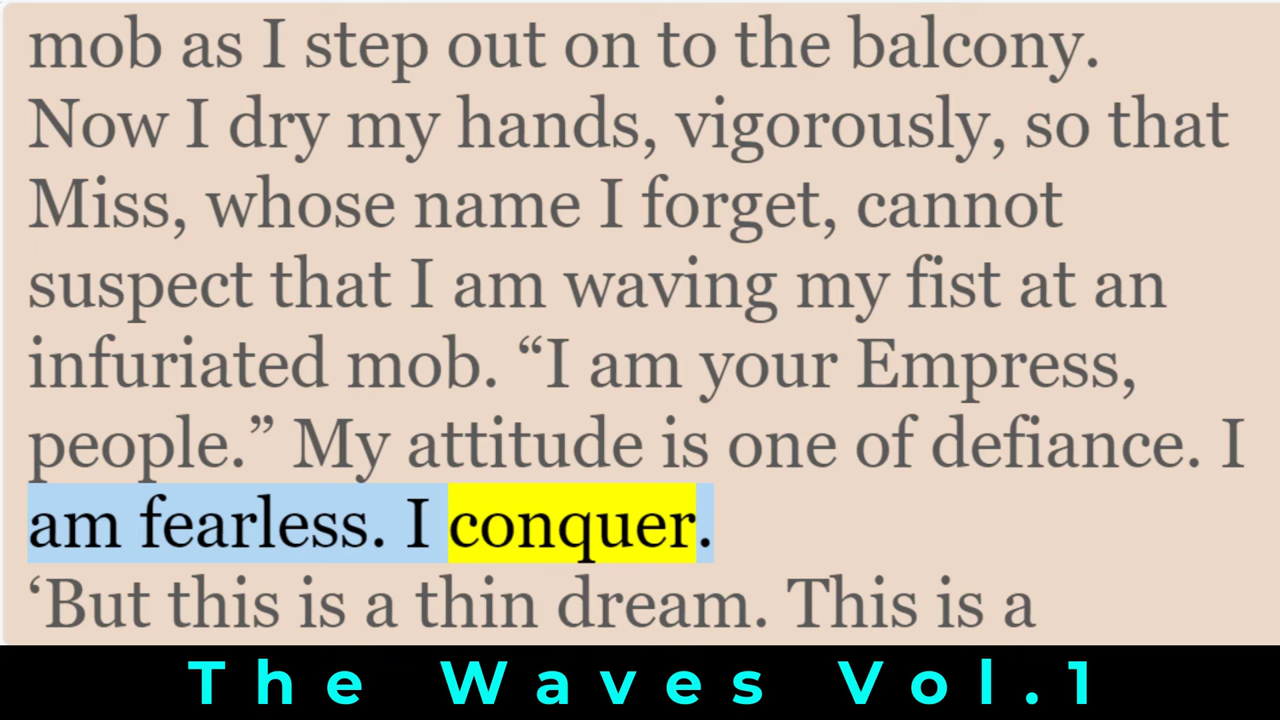 mob as I step out on to the balcony.
Now I dry my hands, vigorously, so that
Miss, whose name I forget, cannot
suspect that I am waving my fist at an
infuriated mob. “I am your Empress,
people.” My attitude is one of defiance. I
am fearless. I conquer.
‘But this is a thin dream. This is a
The Waves Vol.1